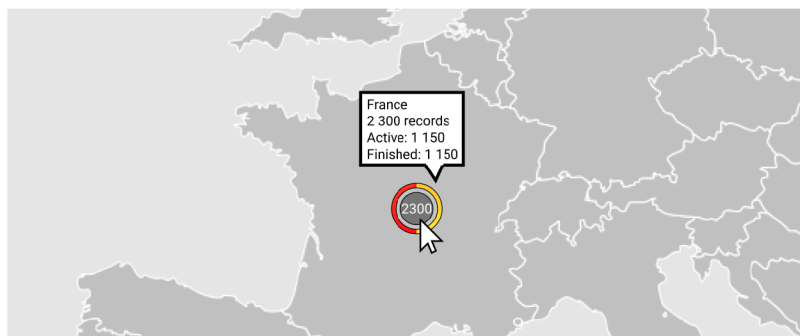 France
2 300 records
Active: 1 150
Finished: 1 150
2300